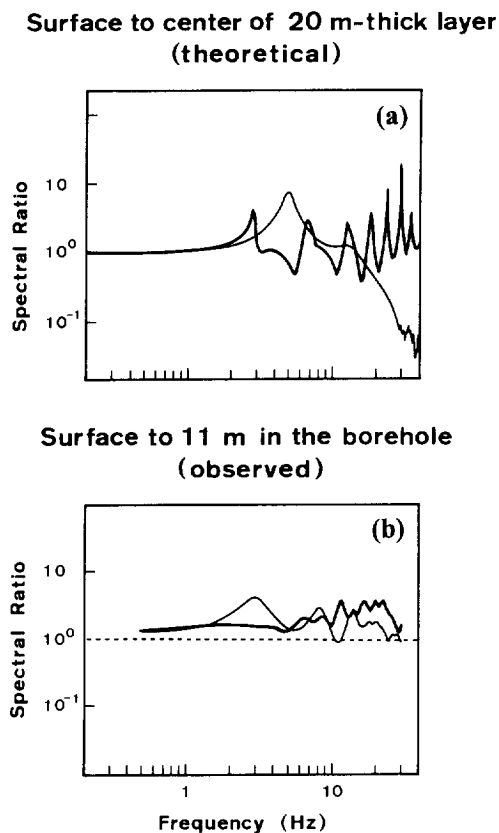 Surface to center of 20 m-thick layer
(theoretical)
(a)
Spectral Ratio
10
10⁰
10⁻¹
Surface to 11 m in the borehole
(observed)
(b)
Spectral Ratio
10
10⁰
10⁻¹
1
10
Frequency (Hz)